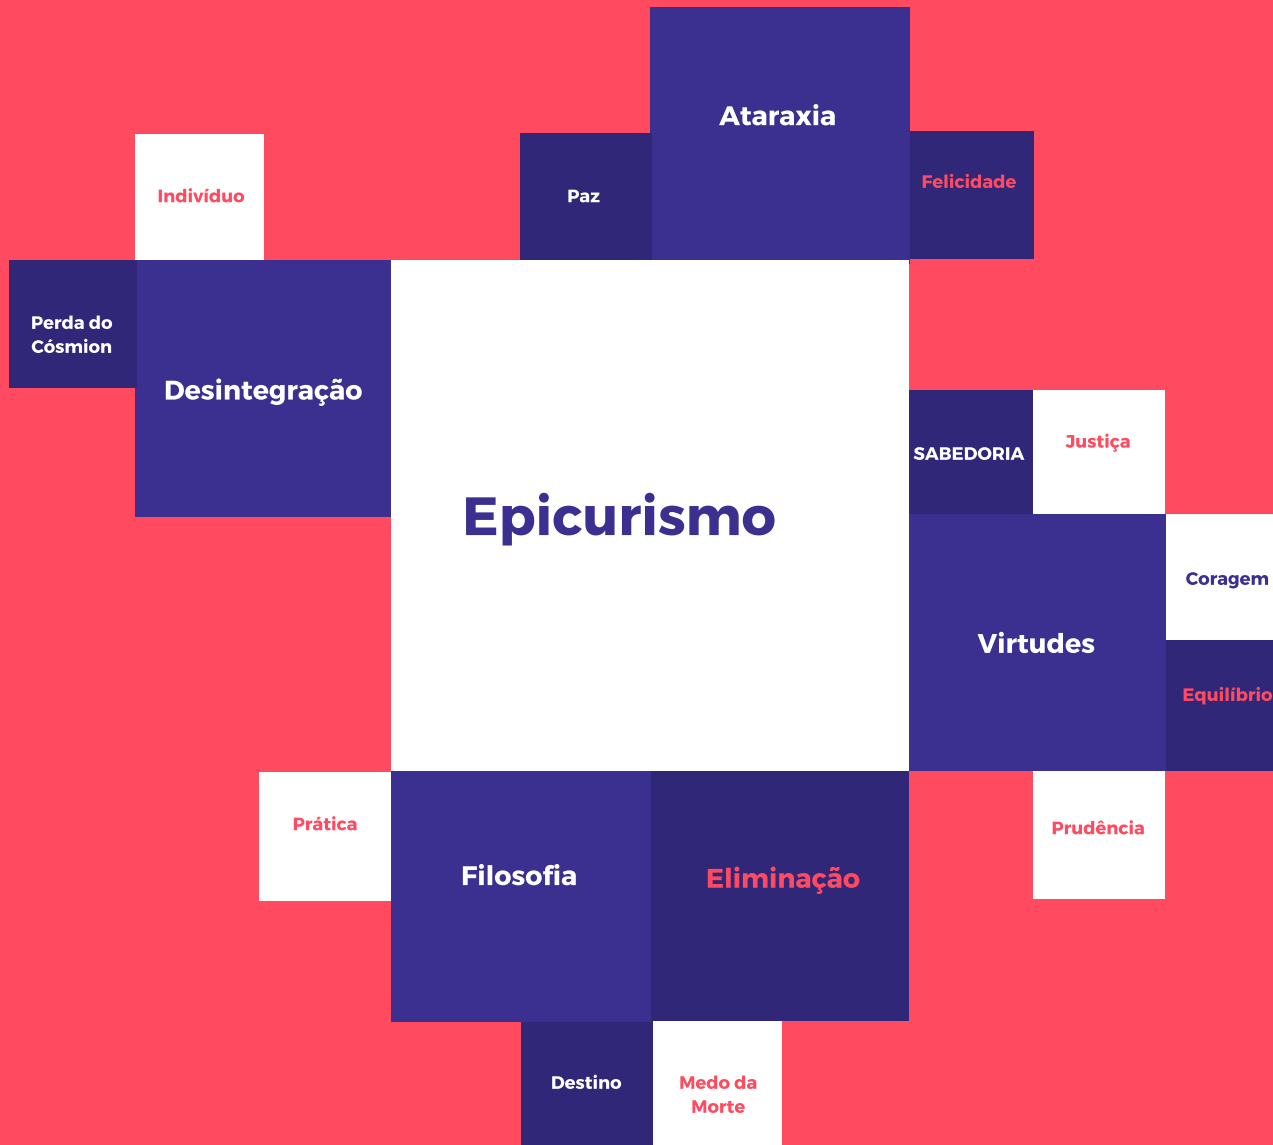 Ataraxia
Paz
Felicidade
Indivíduo
Perda do
Cósmion
Desintegração
Epicurismo
SABEDORIA
Justiça
Coragem
Virtudes
Equilíbrio
Prática
Filosofia
Eliminação
Prudência
Destino
Medo da
Morte